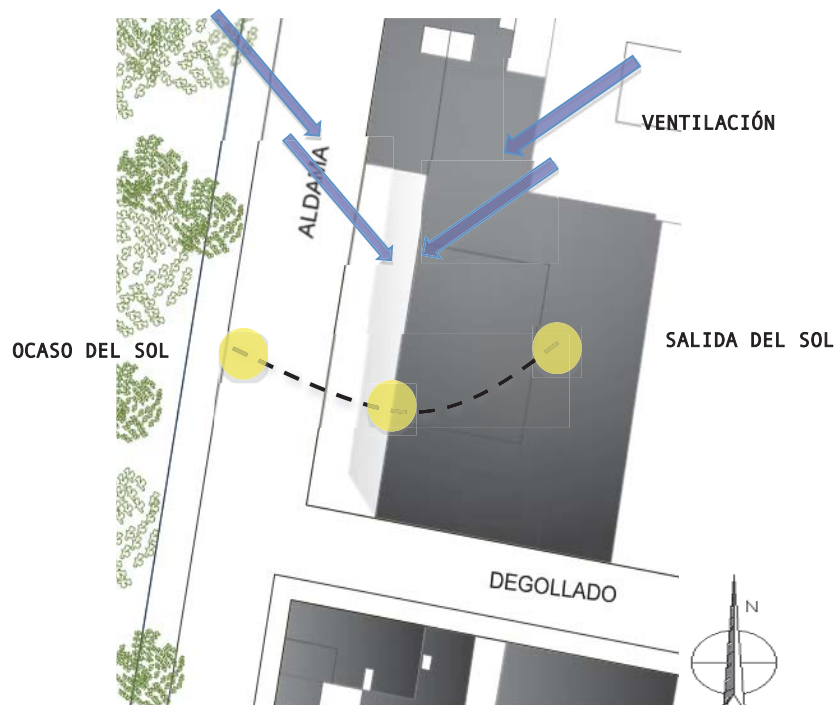 VENTILACIÓN
ALDAMA
OCASO DEL SOL
SALIDA DEL SOL
DEGOLLADO
N